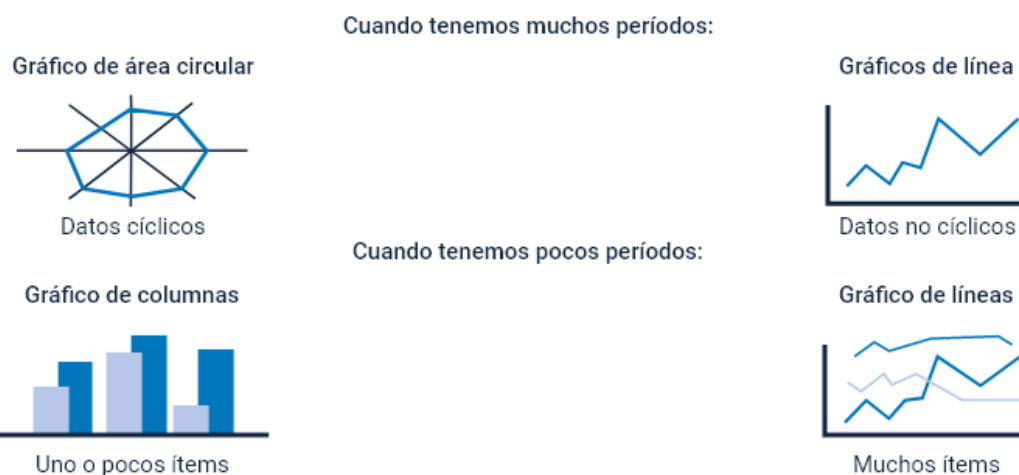 Cuando tenemos muchos períodos:
Gráfico de área circular
Gráficos de línea
Datos cíclicos
Datos no cíclicos
Cuando tenemos pocos períodos:
Gráfico de columnas
Gráfico de líneas
Uno o pocos ítems
Muchos ítems